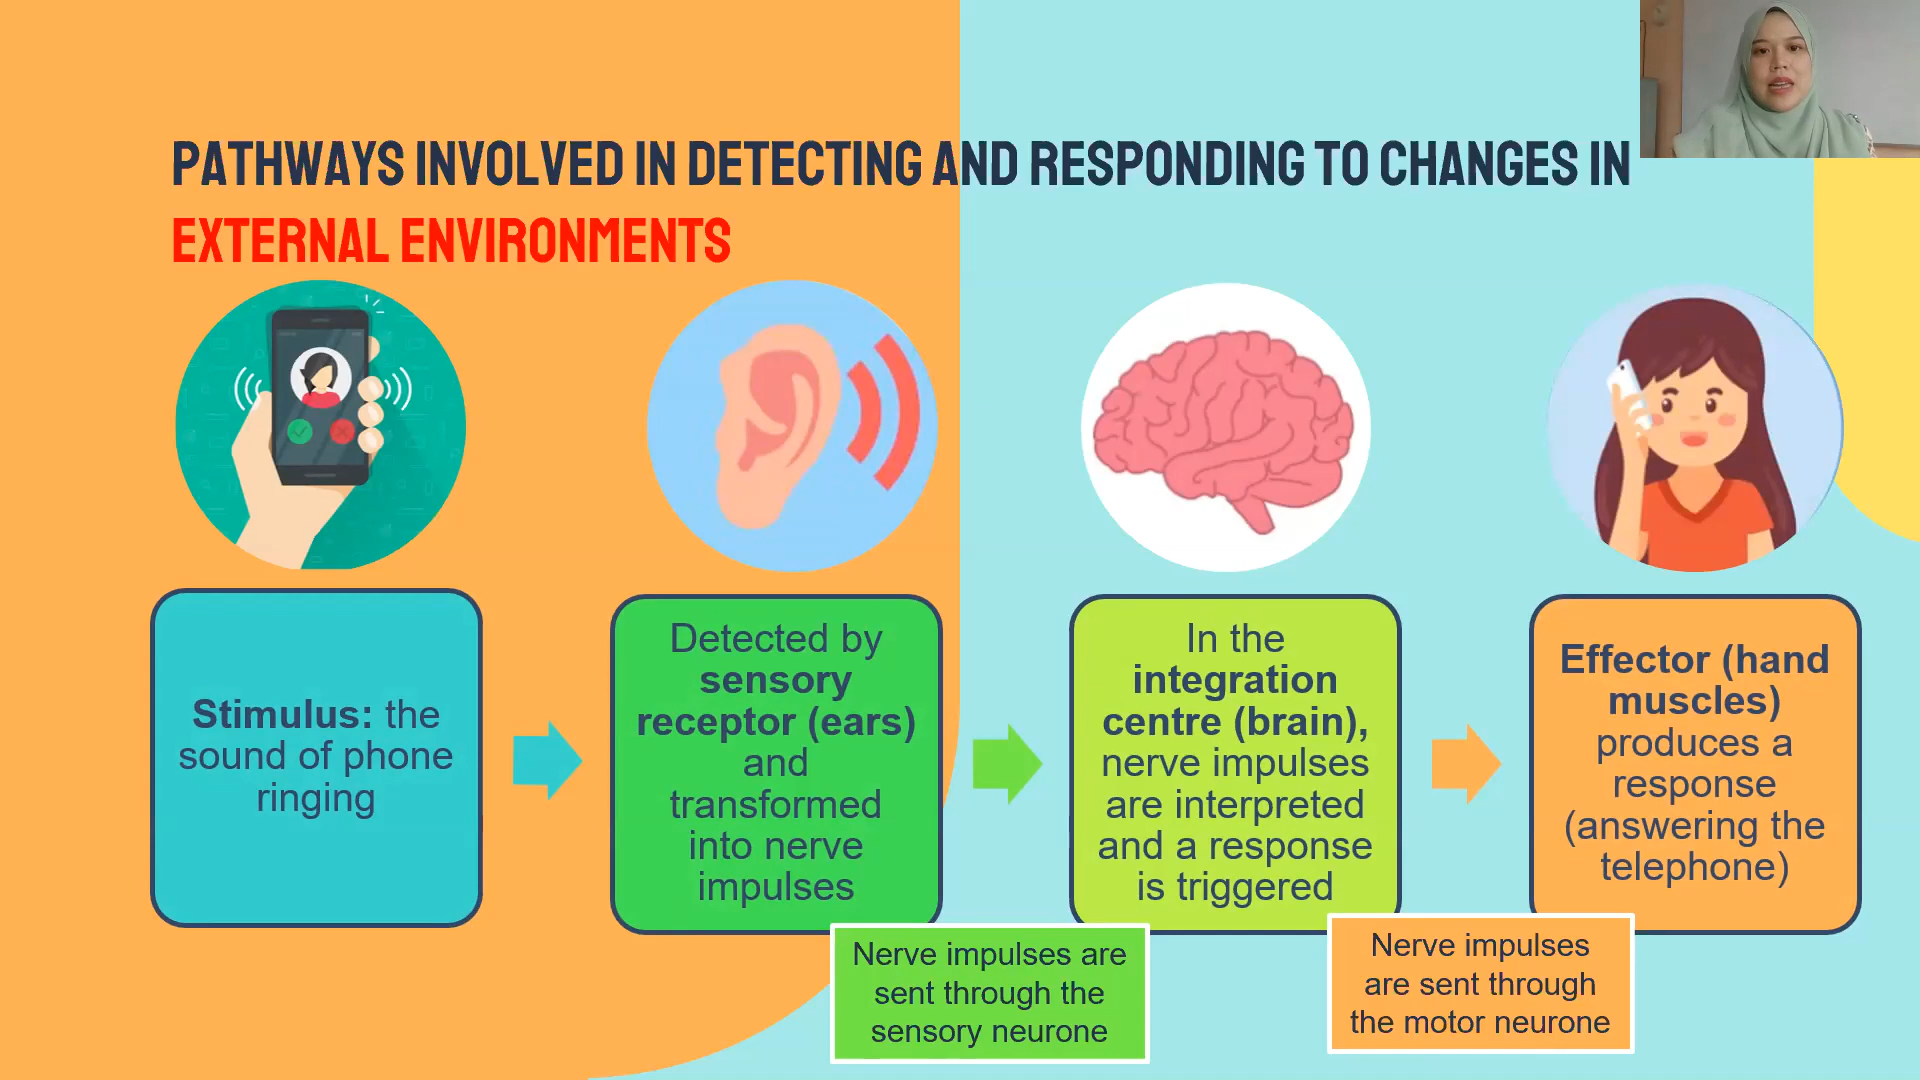 PATHWAYS INVOLVED IN DETECTING AND RESPONDING TO CHANGES IN
EXTERNAL ENVIRONMENTS
Stimulus: the
sound of phone
ringing
Detected by
sensory
receptor (ears)
and
transformed
into nerve
impulses
In the
integration
centre (brain),
nerve impulses
are interpreted
and a response
is triggered
Effector (hand
muscles)
produces a
response
(answering the
telephone)
Nerve impulses are
sent through the
sensory neurone
Nerve impulses
are sent through
the motor neurone